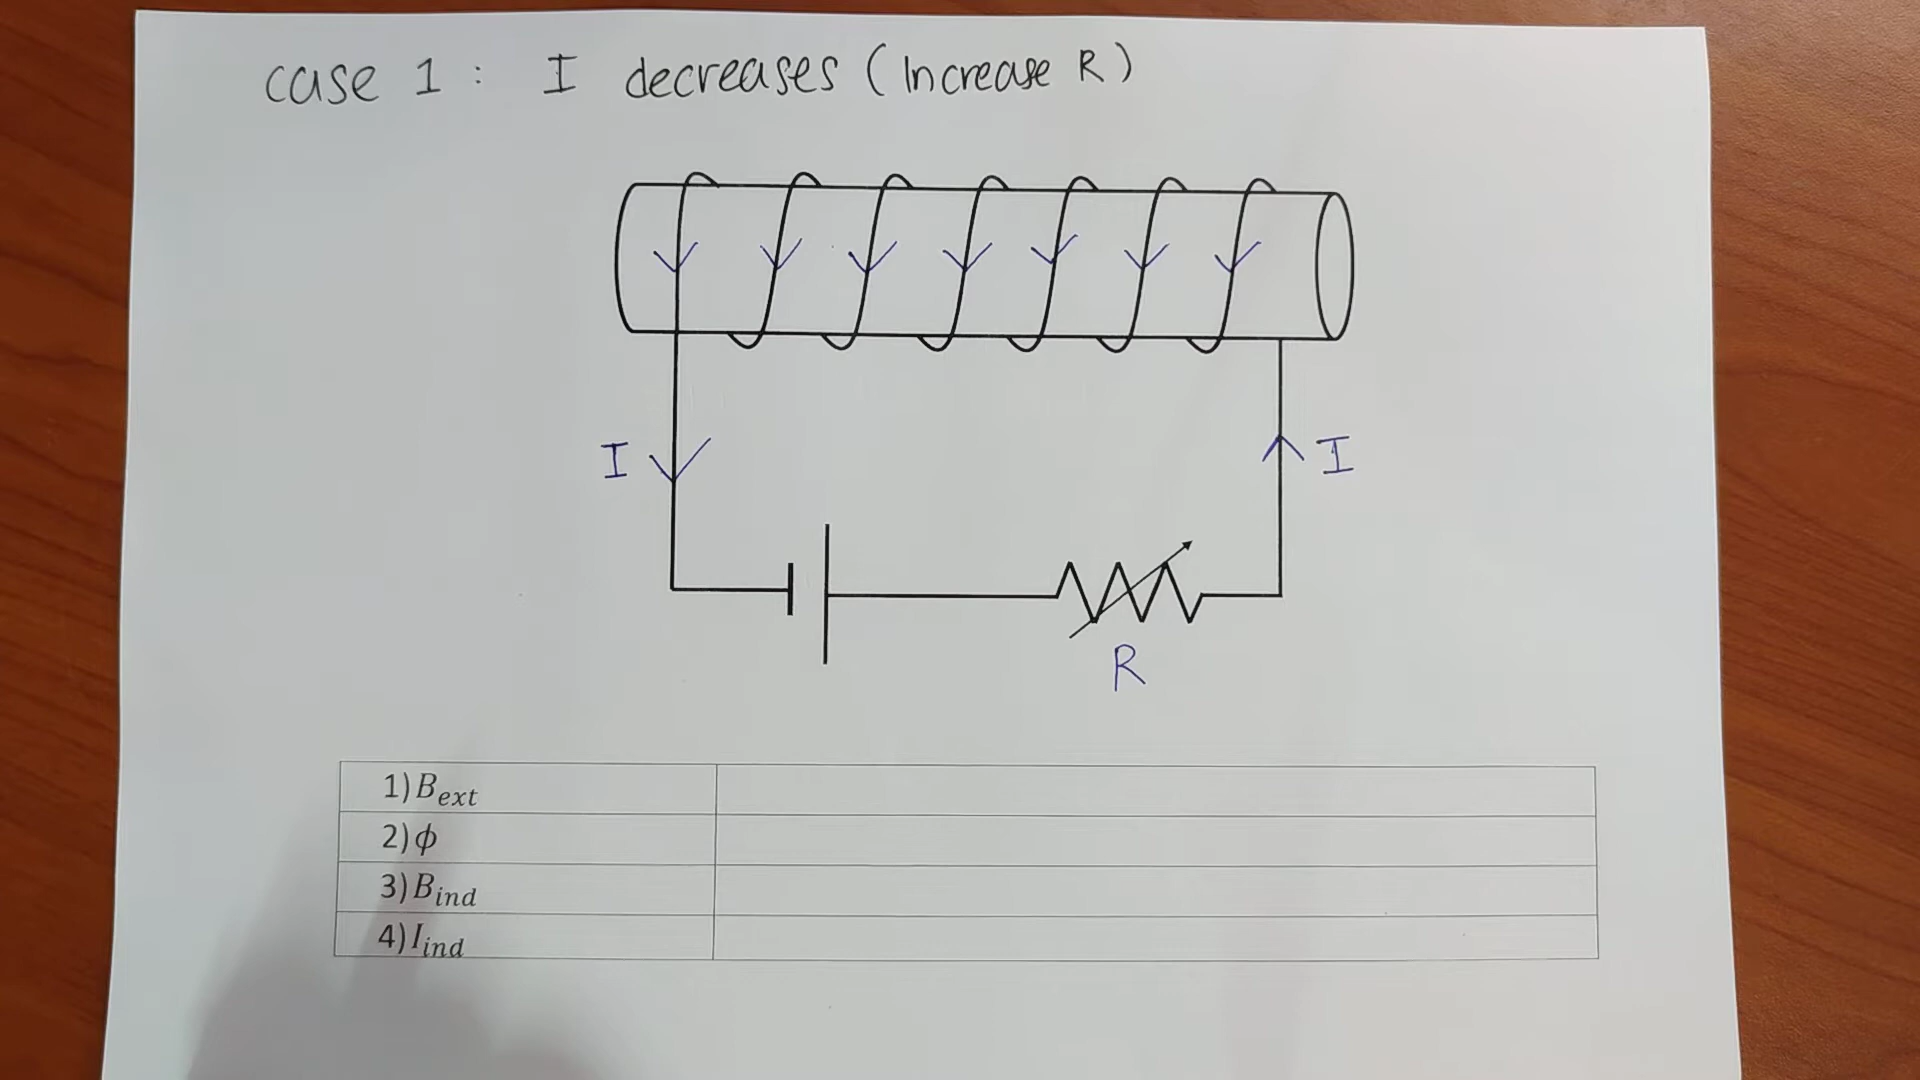 case 1 : I decreases (Increase R)
I
I
R
1) B_ext
2) ϕ
3) B_ind
4) I_ind